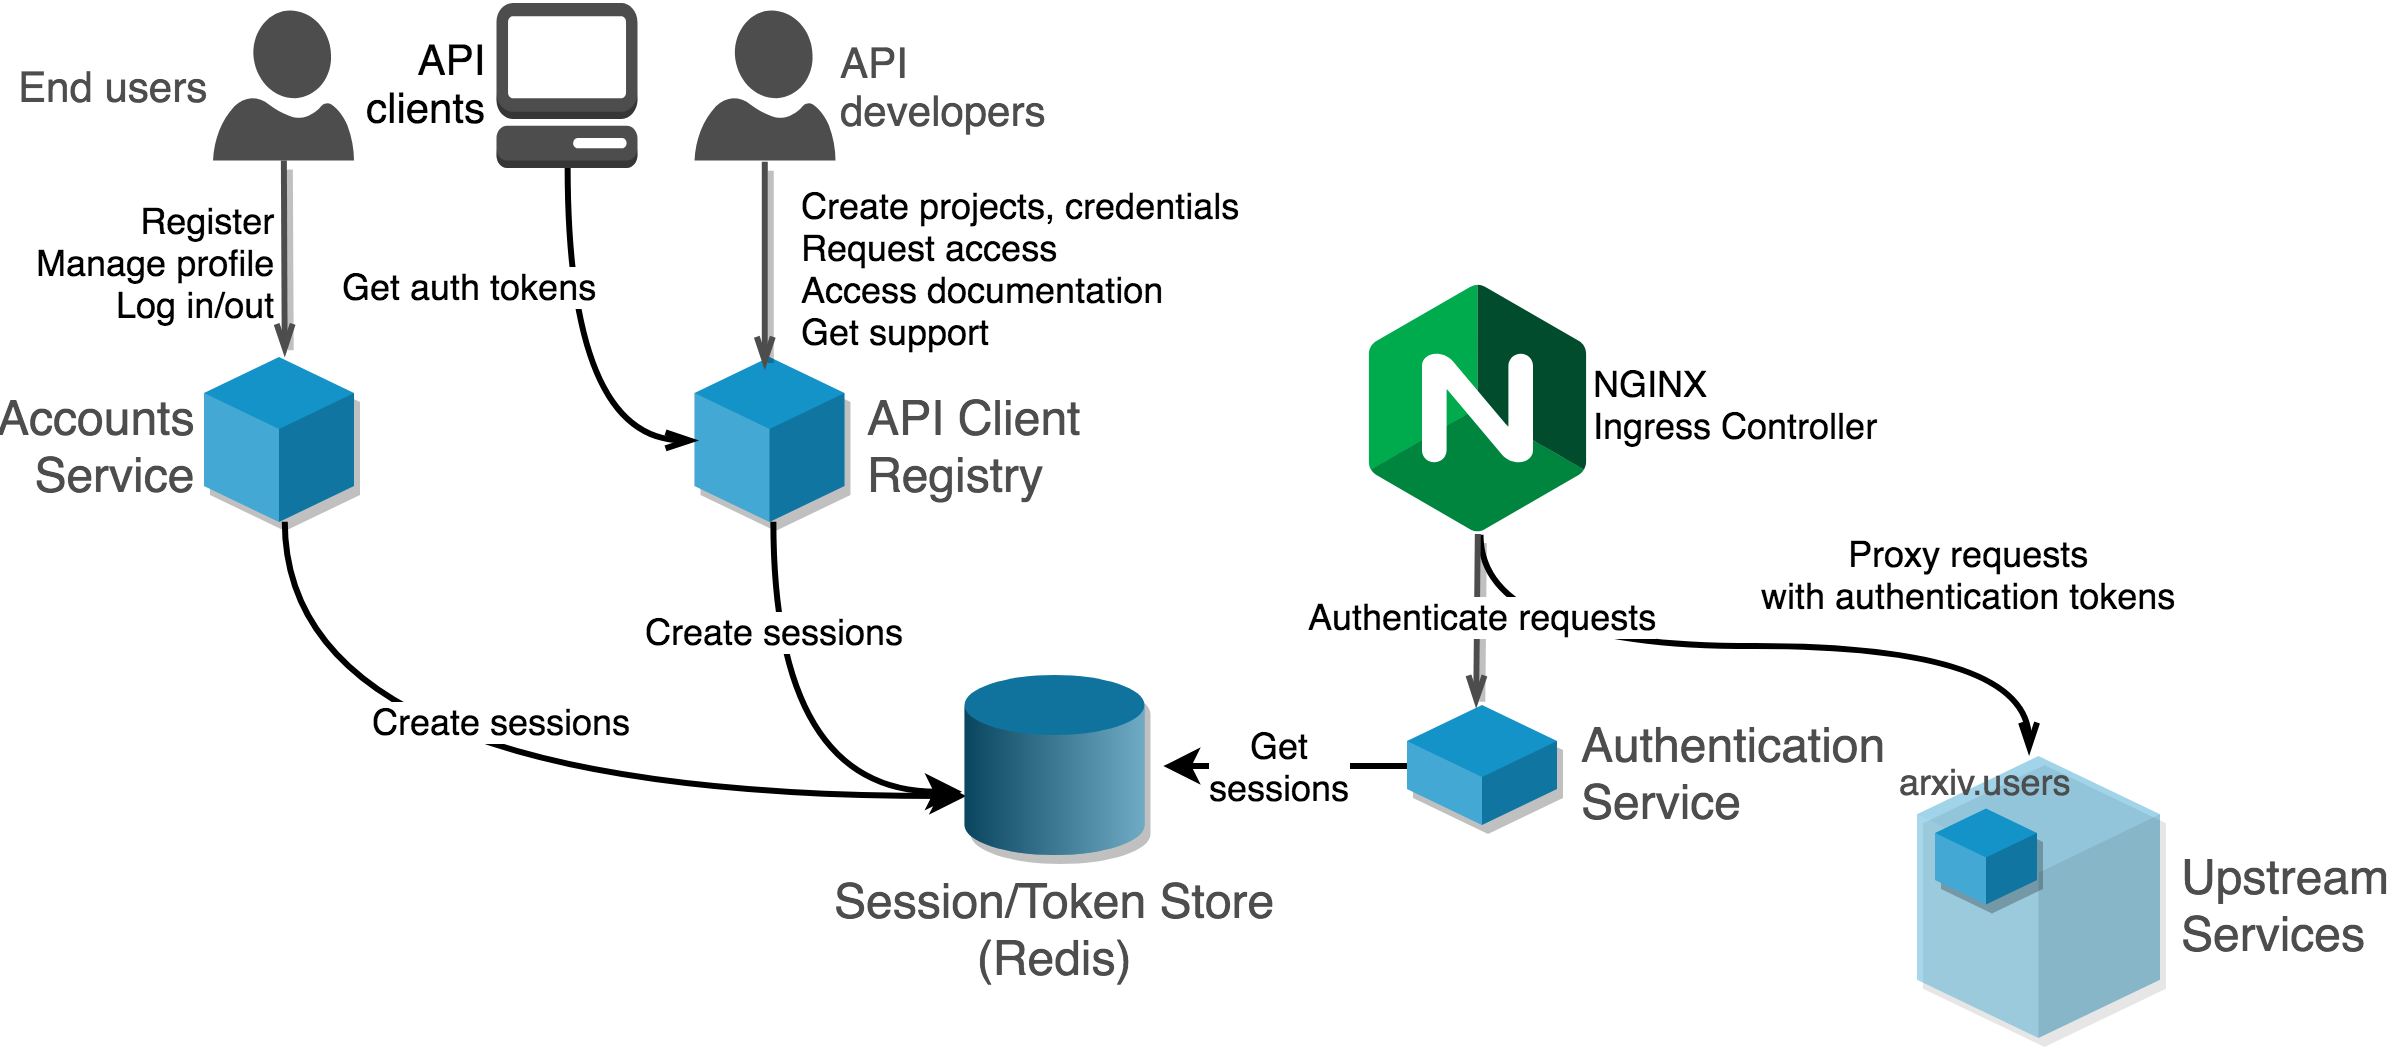 End users
API
clients
API
developers
Register
Manage profile
Log in/out
Get auth tokens
Create projects, credentials
Request access
Access documentation
Get support
Accounts
Service
API Client
Registry
N
NGINX
Ingress Controller
Create sessions
Create sessions
Authenticate requests
Proxy requests
with authentication tokens
Get
sessions
Authentication
Service
arxiv.users
Session/Token Store
(Redis)
Upstream
Services